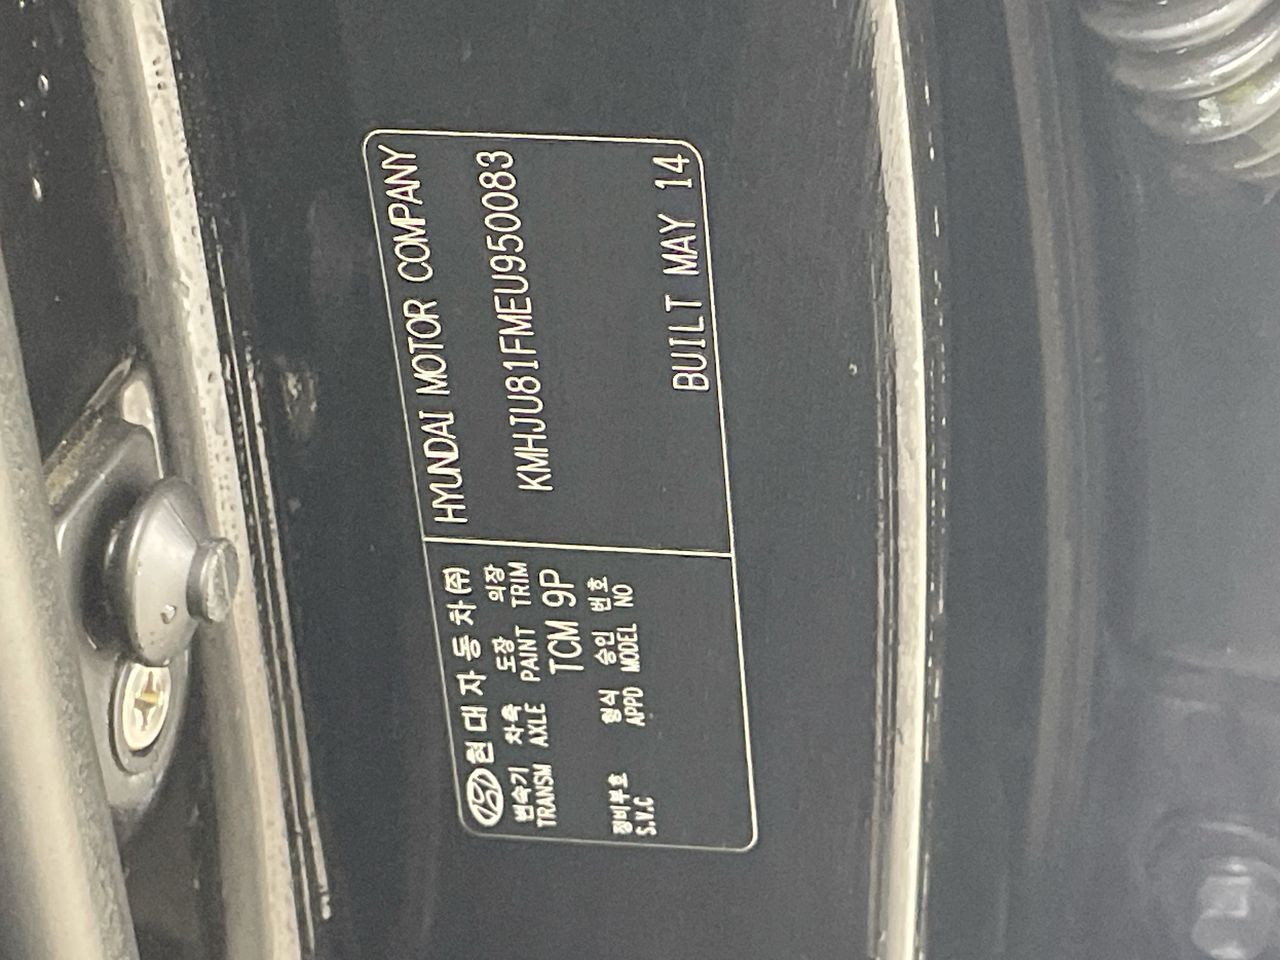 현대자동차(주)
변속기 차축 도장 의장
TRANSM AXLE PAINT TRIM
TCM 9P
형식 승인 번호
APPD MODEL NO
정비부호
S.V.C
HYUNDAI MOTOR COMPANY
KMHJU81FMEU950083
BUILT MAY 14